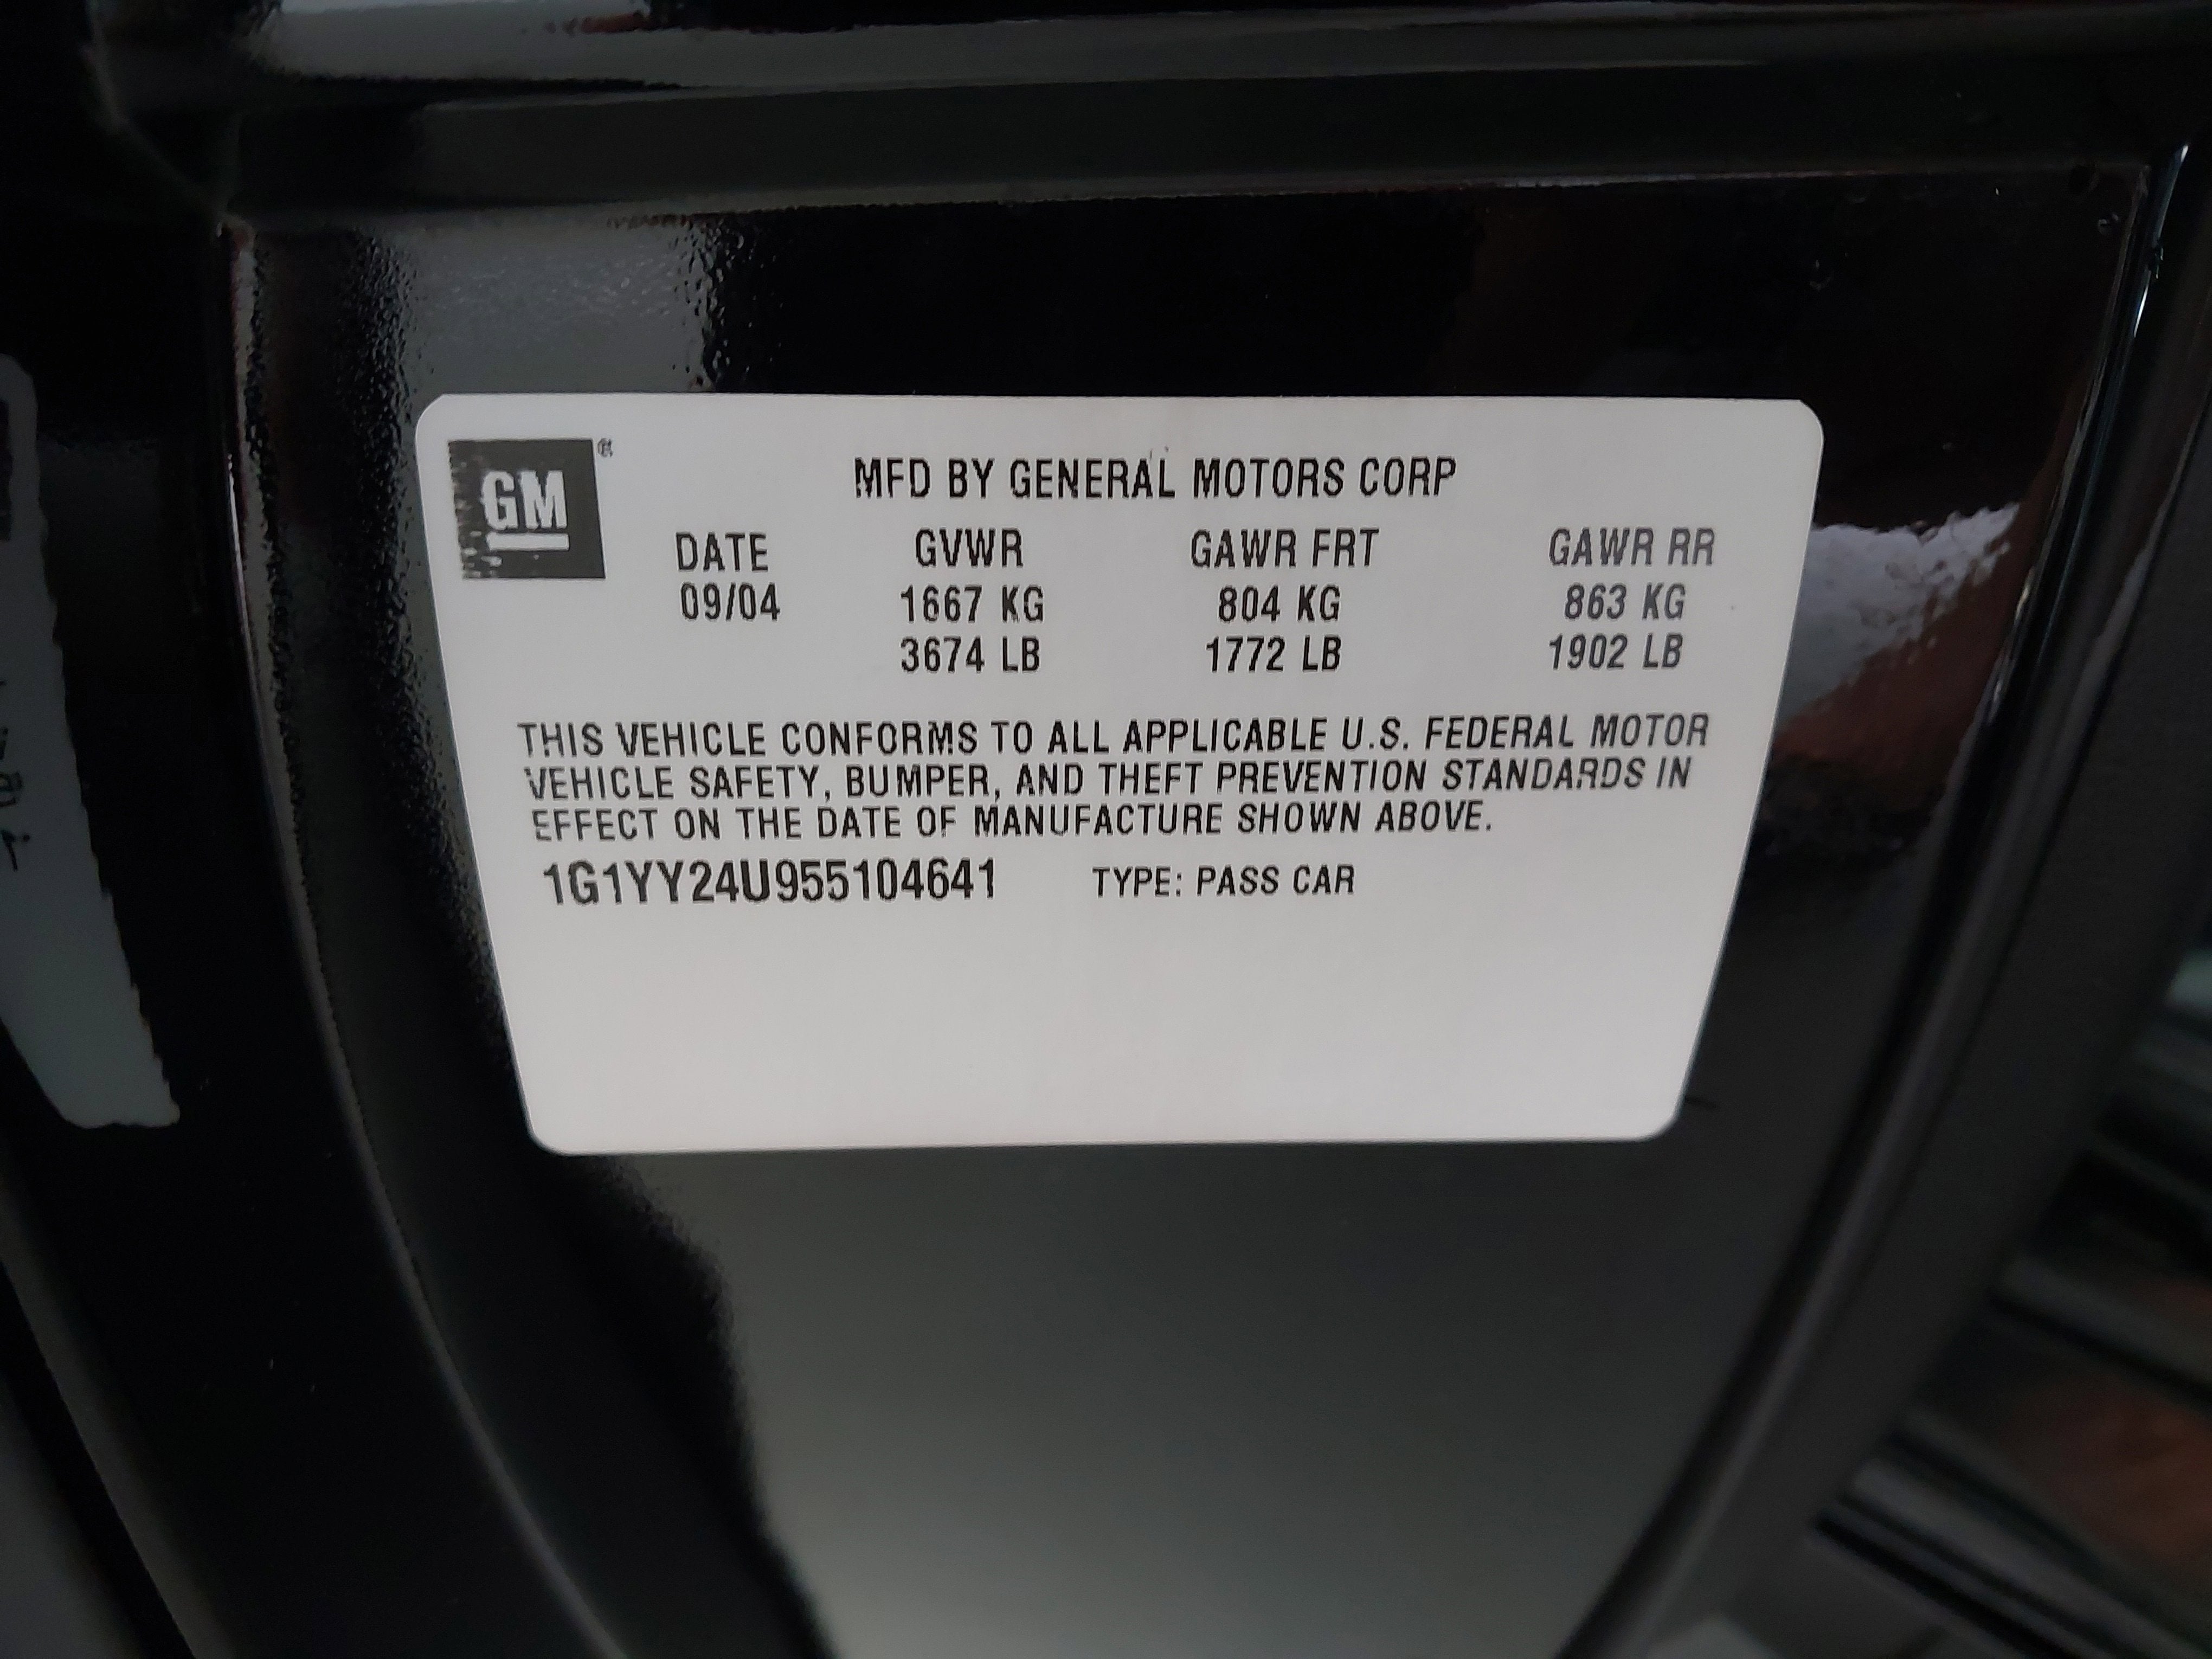 GM
MFD BY GENERAL MOTORS CORP
DATE GVWR GAWR FRT GAWR RR
09/04 1667 KG 804 KG 863 KG
3674 LB 1772 LB 1902 LB
THIS VEHICLE CONFORMS TO ALL APPLICABLE U.S. FEDERAL MOTOR
VEHICLE SAFETY, BUMPER, AND THEFT PREVENTION STANDARDS IN
EFFECT ON THE DATE OF MANUFACTURE SHOWN ABOVE.
1G1YY24U955104641 TYPE: PASS CAR